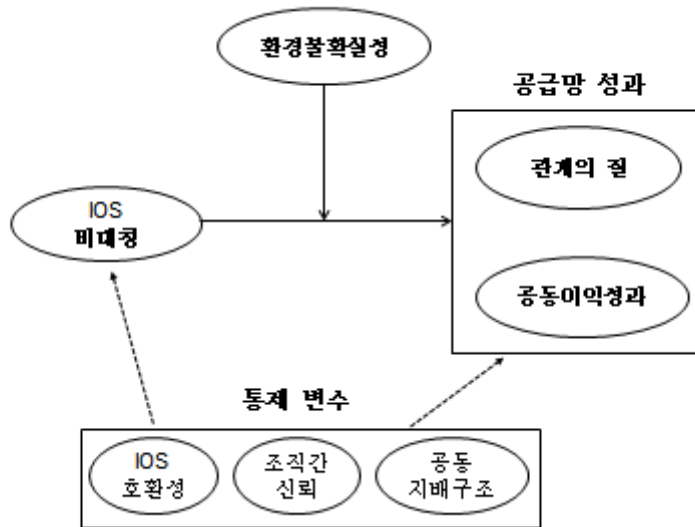 환경불확실성
공급망 성과
관계의 질
IOS
비대칭
공동이익성과
통제 변수
IOS
호환성
조직간
신뢰
공동
지배구조